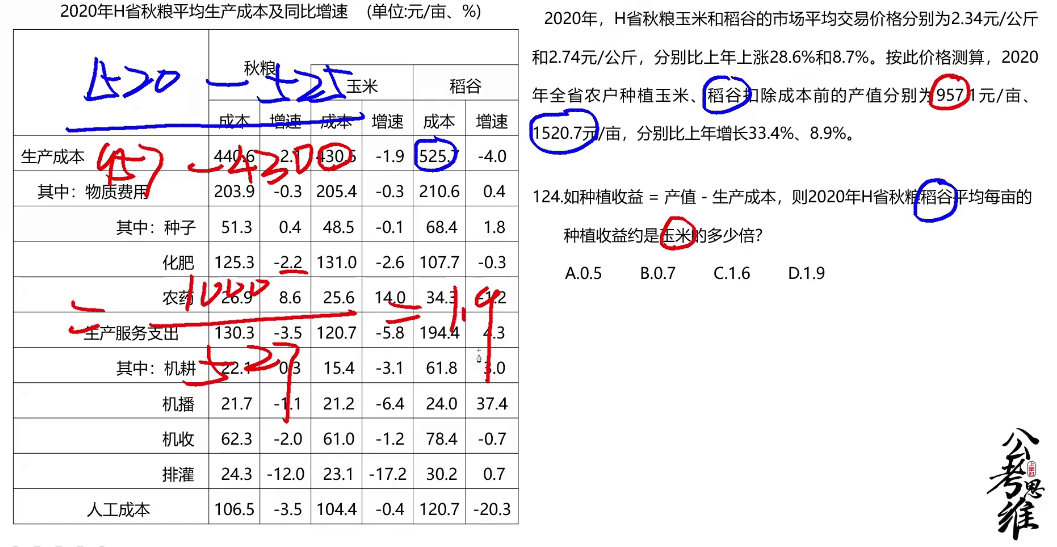 2020年H省秋粮平均生产成本及同比增速 (单位:元/亩、%)
秋粮 玉米 稻谷
成本 增速 成本 增速 成本 增速
生产成本 440.6 -2.1 430.5 -1.9 525.7 -4.0
其中: 物质费用 203.9 -0.3 205.4 -0.3 210.6 0.4
其中: 种子 51.3 0.4 48.5 -0.1 68.4 1.8
化肥 125.3 -2.2 131.0 -2.6 107.7 -0.3
农药 26.9 8.6 25.6 14.0 34.3 -1.2
生产服务支出 130.3 -3.5 120.7 -5.8 194.4 4.3
其中: 机耕 22.1 0.3 15.4 -3.1 61.8 3.0
机播 21.7 -1.1 21.2 -6.4 24.0 37.4
机收 62.3 -2.0 61.0 -1.2 78.4 -0.7
排灌 24.3 -12.0 23.1 -17.2 30.2 0.7
人工成本 106.5 -3.5 104.4 -0.4 120.7 -20.3
1520 - 525
957 - 4300
= 1000 = 1.9
527
2020年，H省秋粮玉米和稻谷的市场平均交易价格分别为2.34元/公斤
和2.74元/公斤，分别比上年上涨28.6%和8.7%。按此价格测算，2020
年全省农户种植玉米、稻谷扣除成本前的产值分别为957.1元/亩、
1520.7元/亩，分别比上年增长33.4%、8.9%。
124.如种植收益 = 产值 - 生产成本，则2020年H省秋粮稻谷平均每亩的
种植收益约是玉米的多少倍?
A.0.5 B.0.7 C.1.6 D.1.9
公考思维